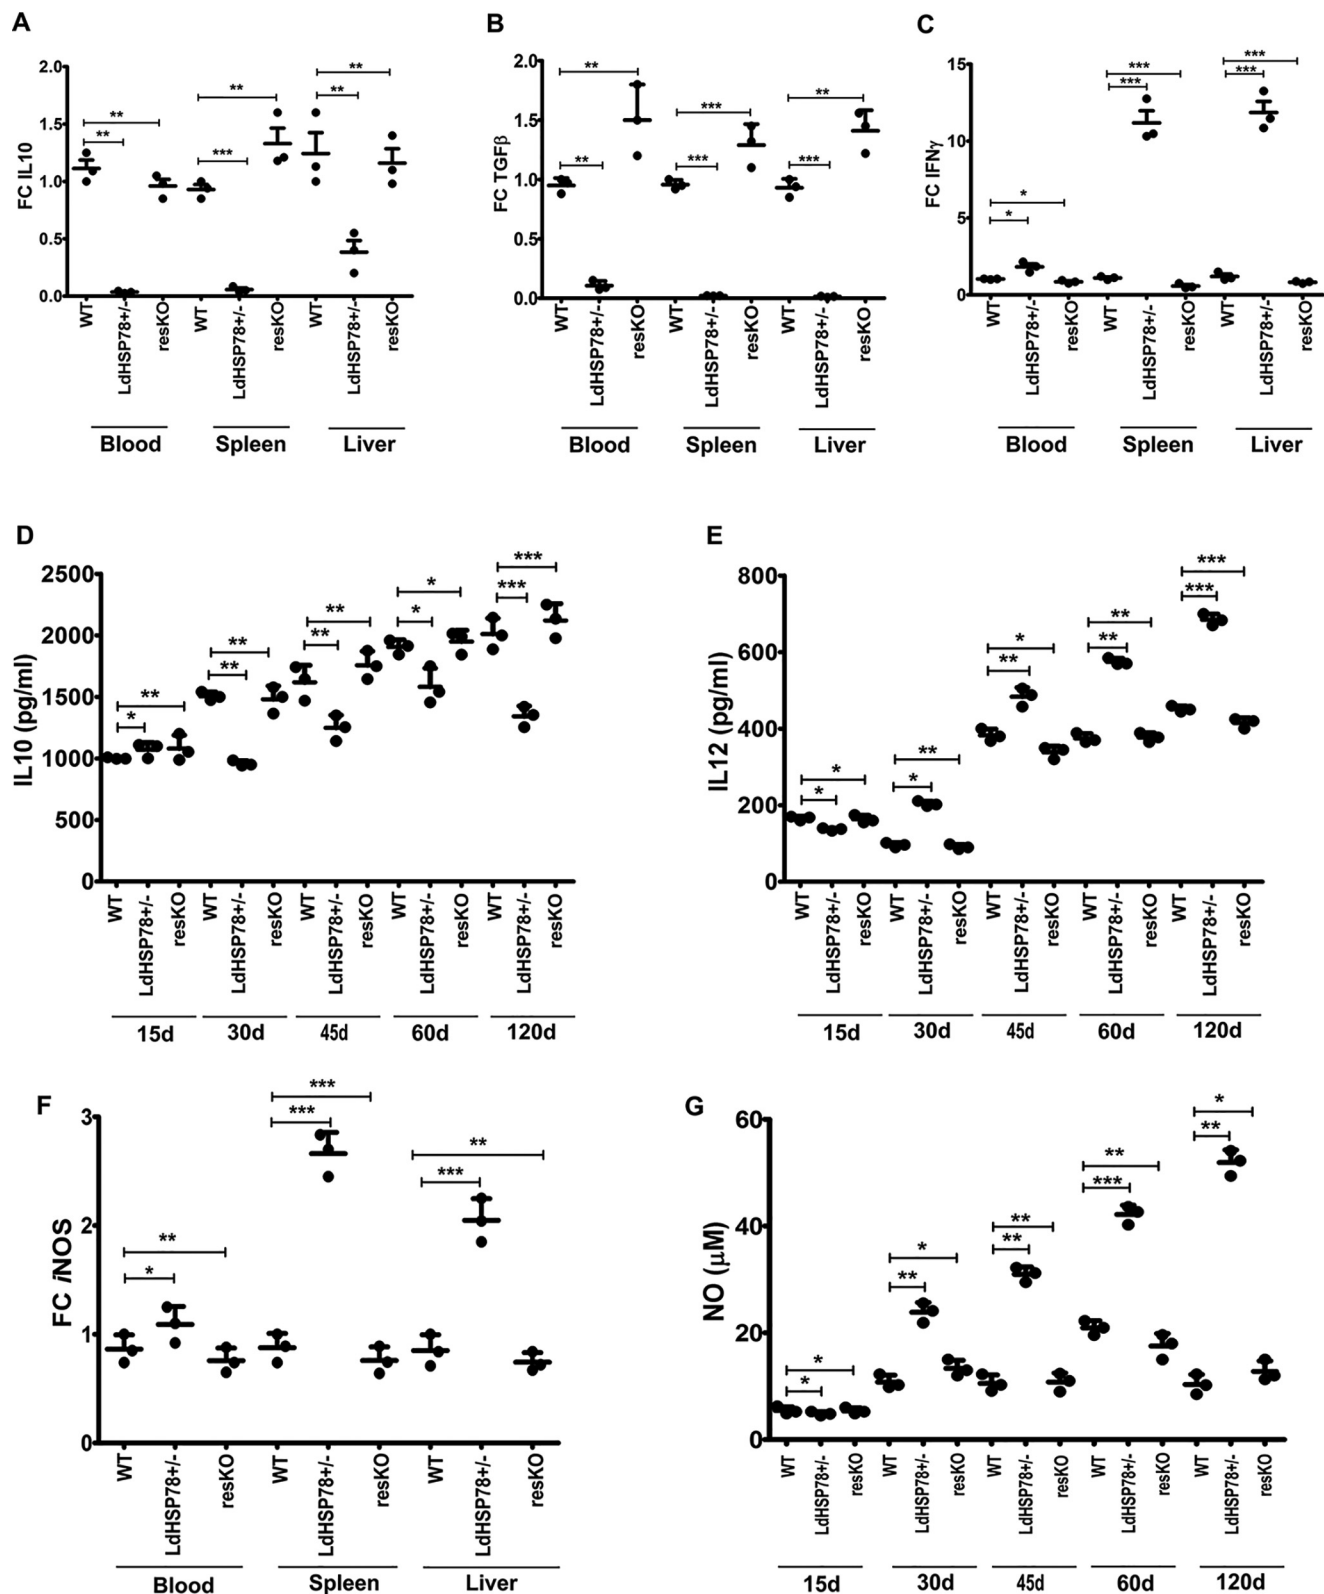 A
FC IL10
2.0
1.5
1.0
0.5
0.0
** ** *** ** ** **
WT LdHSP78+/- resKO WT LdHSP78+/- resKO WT LdHSP78+/- resKO
Blood Spleen Liver
B
FC TGFβ
2.0
1.5
1.0
0.5
0.0
** ** *** *** *** **
WT LdHSP78+/- resKO WT LdHSP78+/- resKO WT LdHSP78+/- resKO
Blood Spleen Liver
C
FC IFNγ
15
10
5
0
* * *** *** *** ***
WT LdHSP78+/- resKO WT LdHSP78+/- resKO WT LdHSP78+/- resKO
Blood Spleen Liver
D
IL10 (pg/ml)
2500
2000
1500
1000
500
0
* ** ** ** ** ** * * *** ***
WT LdHSP78+/- resKO WT LdHSP78+/- resKO WT LdHSP78+/- resKO WT LdHSP78+/- resKO WT LdHSP78+/- resKO
15d 30d 45d 60d 120d
E
IL12 (pg/ml)
800
600
400
200
0
* * * ** ** * ** ** *** ***
WT LdHSP78+/- resKO WT LdHSP78+/- resKO WT LdHSP78+/- resKO WT LdHSP78+/- resKO WT LdHSP78+/- resKO
15d 30d 45d 60d 120d
F
FC iNOS
3
2
1
0
* ** *** *** *** **
WT LdHSP78+/- resKO WT LdHSP78+/- resKO WT LdHSP78+/- resKO
Blood Spleen Liver
G
NO (μM)
60
40
20
0
* * ** * ** ** *** ** ** *
WT LdHSP78+/- resKO WT LdHSP78+/- resKO WT LdHSP78+/- resKO WT LdHSP78+/- resKO WT LdHSP78+/- resKO
15d 30d 45d 60d 120d